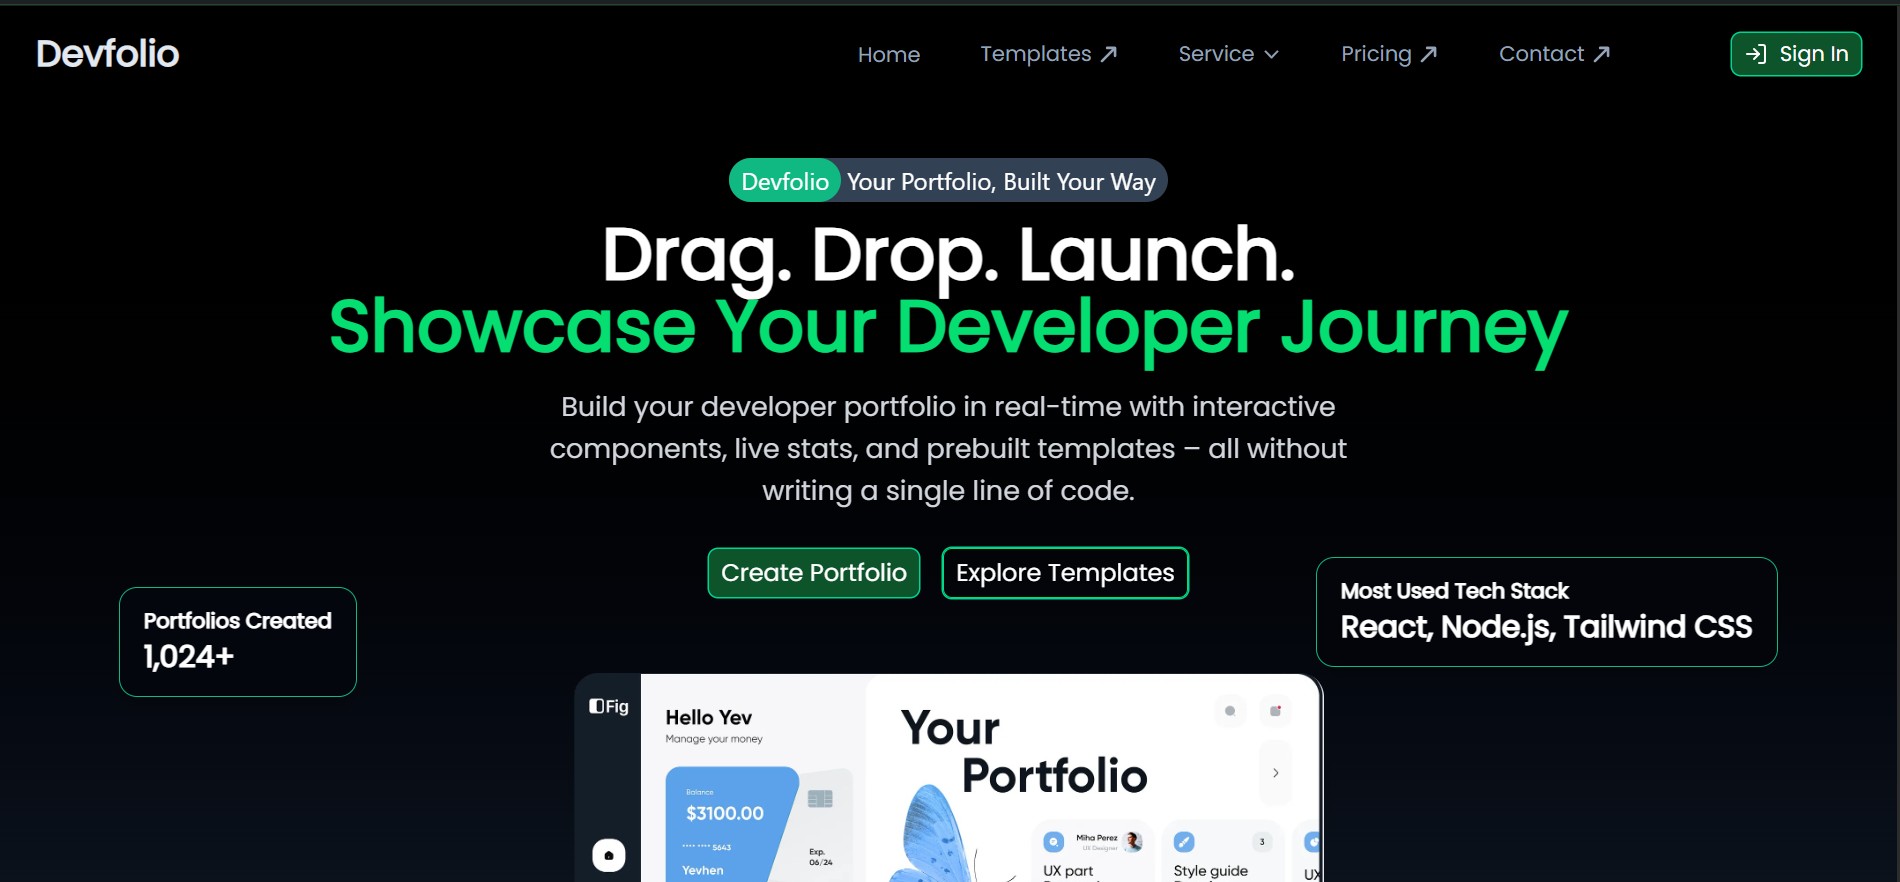 Devfolio
Home
Templates
Service
Pricing
Contact
Sign In
Devfolio Your Portfolio, Built Your Way
Drag. Drop. Launch.
Showcase Your Developer Journey
Build your developer portfolio in real-time with interactive
components, live stats, and prebuilt templates – all without
writing a single line of code.
Create Portfolio
Explore Templates
Portfolios Created
1,024+
Most Used Tech Stack
React, Node.js, Tailwind CSS
Fig
Hello Yev
Manage your money
Balance
$3100.00
•••• •••• 5643
Yevhen
Exp.
06/24
Your
Portfolio
Miha Perez
UX Designer
UX part
3
Style guide
UX